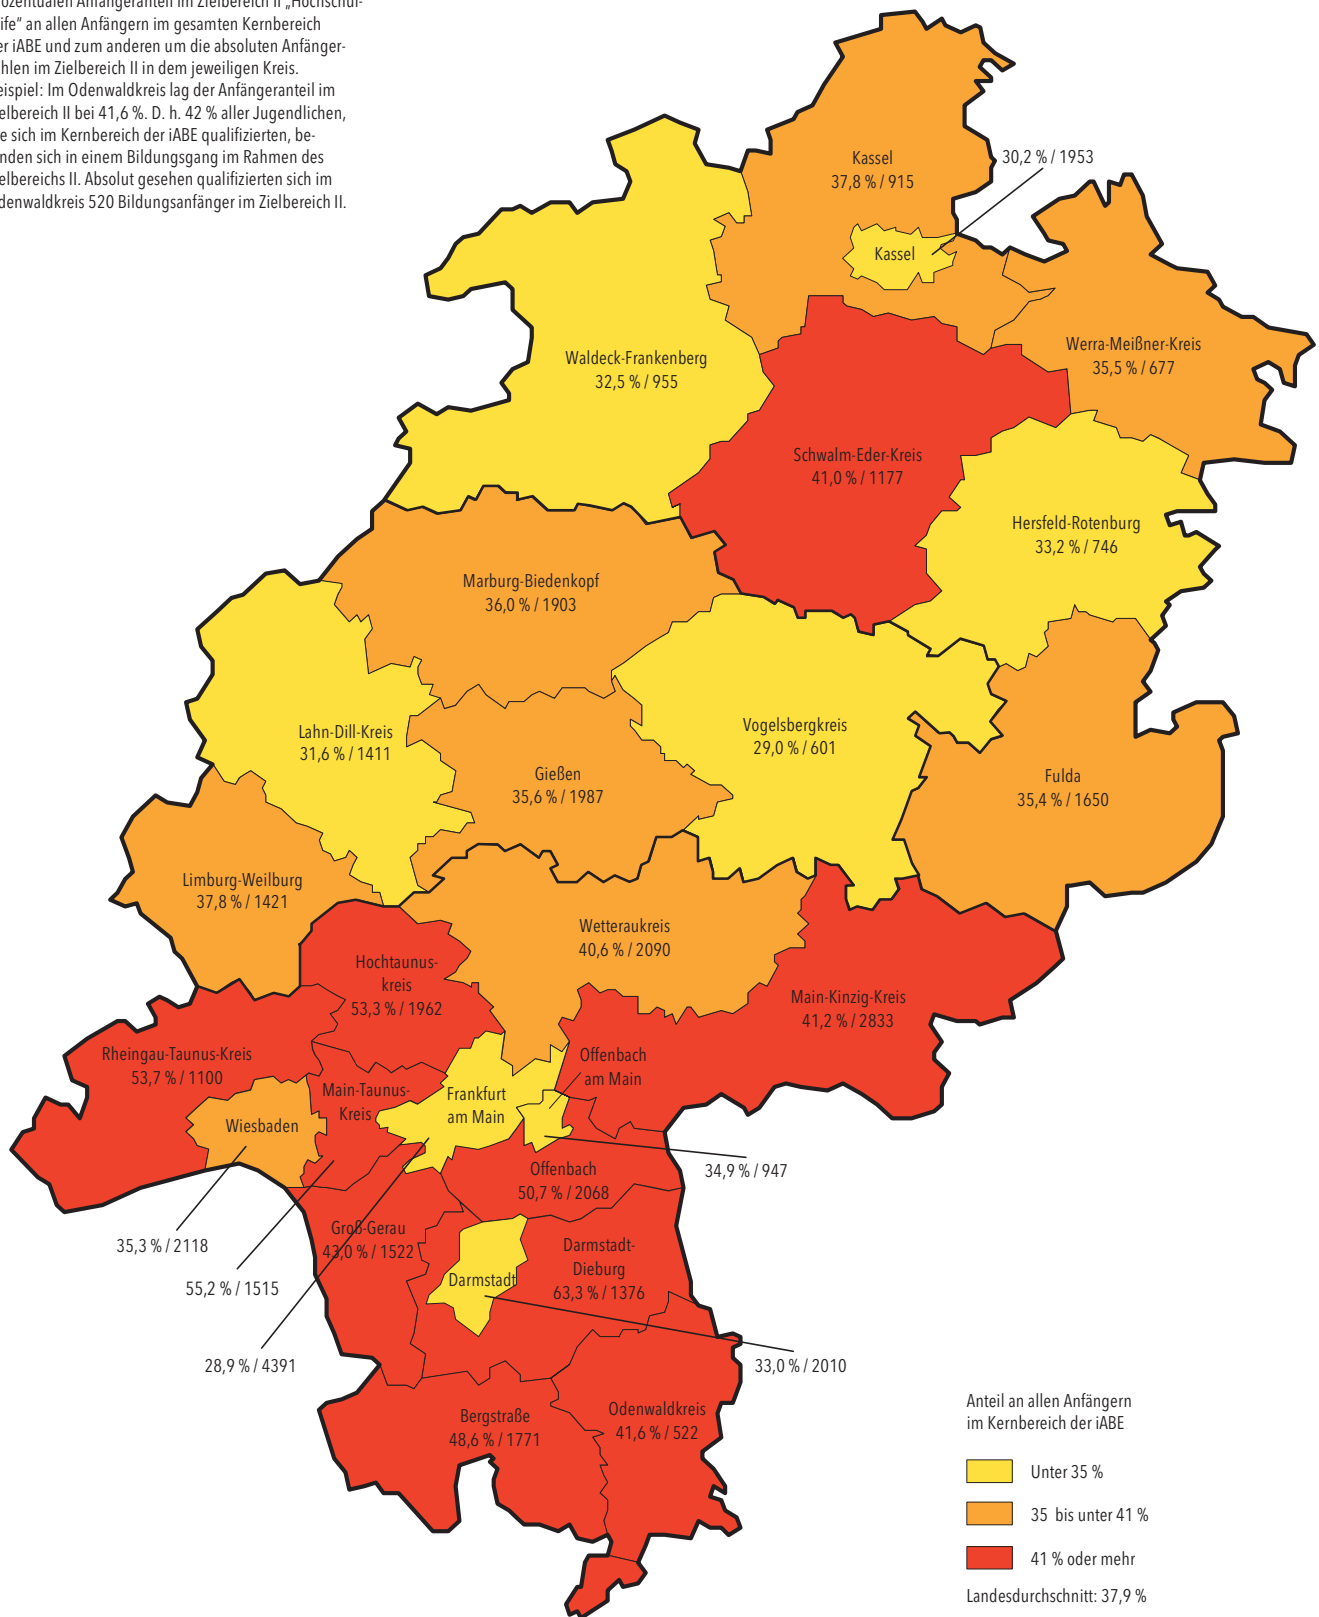 prozentualen Anfängeranteil im Zielbereich II „Hochschul-
ife“ an allen Anfängern im gesamten Kernbereich
er iABE und zum anderen um die absoluten Anfänger-
hlen im Zielbereich II in dem jeweiligen Kreis.
eispiel: Im Odenwaldkreis lag der Anfängeranteil im
elbereich II bei 41,6 %. D. h. 42 % aller Jugendlichen,
e sich im Kernbereich der iABE qualifizierten, be-
nden sich in einem Bildungsgang im Rahmen des
elbereichs II. Absolut gesehen qualifizierten sich im
denwaldkreis 520 Bildungsanfänger im Zielbereich II.
Kassel
37,8 % / 915
30,2 % / 1953
Kassel
Waldeck-Frankenberg
32,5 % / 955
Werra-Meißner-Kreis
35,5 % / 677
Schwalm-Eder-Kreis
41,0 % / 1177
Hersfeld-Rotenburg
33,2 % / 746
Marburg-Biedenkopf
36,0 % / 1903
Lahn-Dill-Kreis
31,6 % / 1411
Vogelsbergkreis
29,0 % / 601
Gießen
35,6 % / 1987
Fulda
35,4 % / 1650
Limburg-Weilburg
37,8 % / 1421
Wetteraukreis
40,6 % / 2090
Hochtaunus-
kreis
53,3 % / 1962
Main-Kinzig-Kreis
41,2 % / 2833
Rheingau-Taunus-Kreis
53,7 % / 1100
Offenbach
am Main
Main-Taunus-
Kreis
Frankfurt
am Main
Wiesbaden
34,9 % / 947
Offenbach
50,7 % / 2068
Groß-Gerau
43,0 % / 1522
35,3 % / 2118
Darmstadt-
Dieburg
63,3 % / 1376
55,2 % / 1515
Darmstadt
28,9 % / 4391
33,0 % / 2010
Bergstraße
48,6 % / 1771
Odenwaldkreis
41,6 % / 522
Anteil an allen Anfängern
im Kernbereich der iABE
Unter 35 %
35 bis unter 41 %
41 % oder mehr
Landesdurchschnitt: 37,9 %